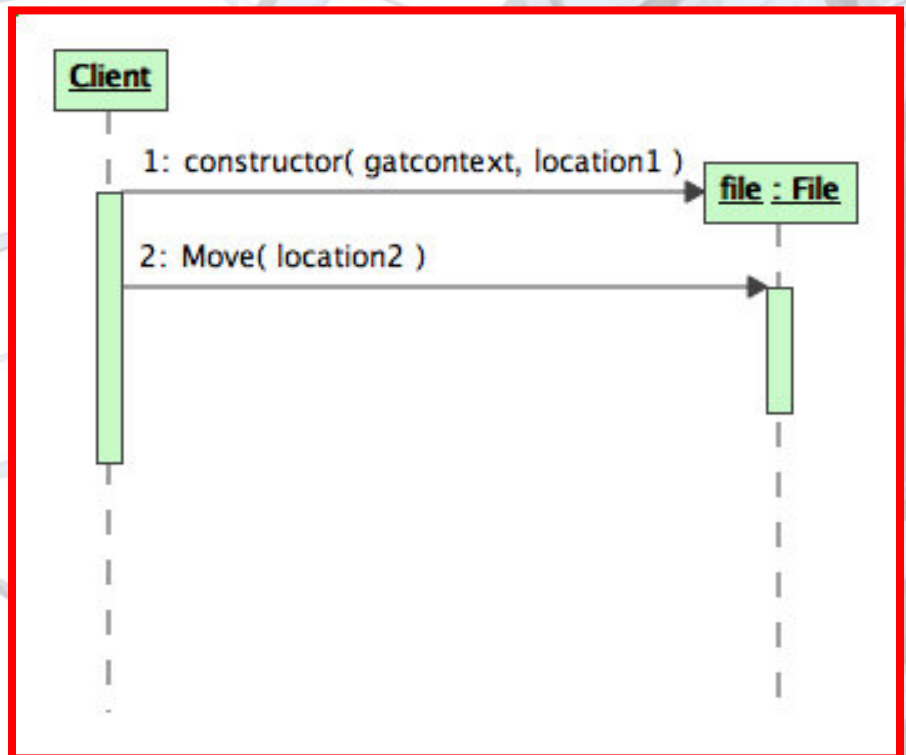 Client
1: constructor( gatcontext, location1 )
file : File
2: Move( location2 )